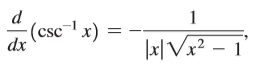 d/dx (csc⁻¹ x) = − 1/(|x|√(x² − 1)),